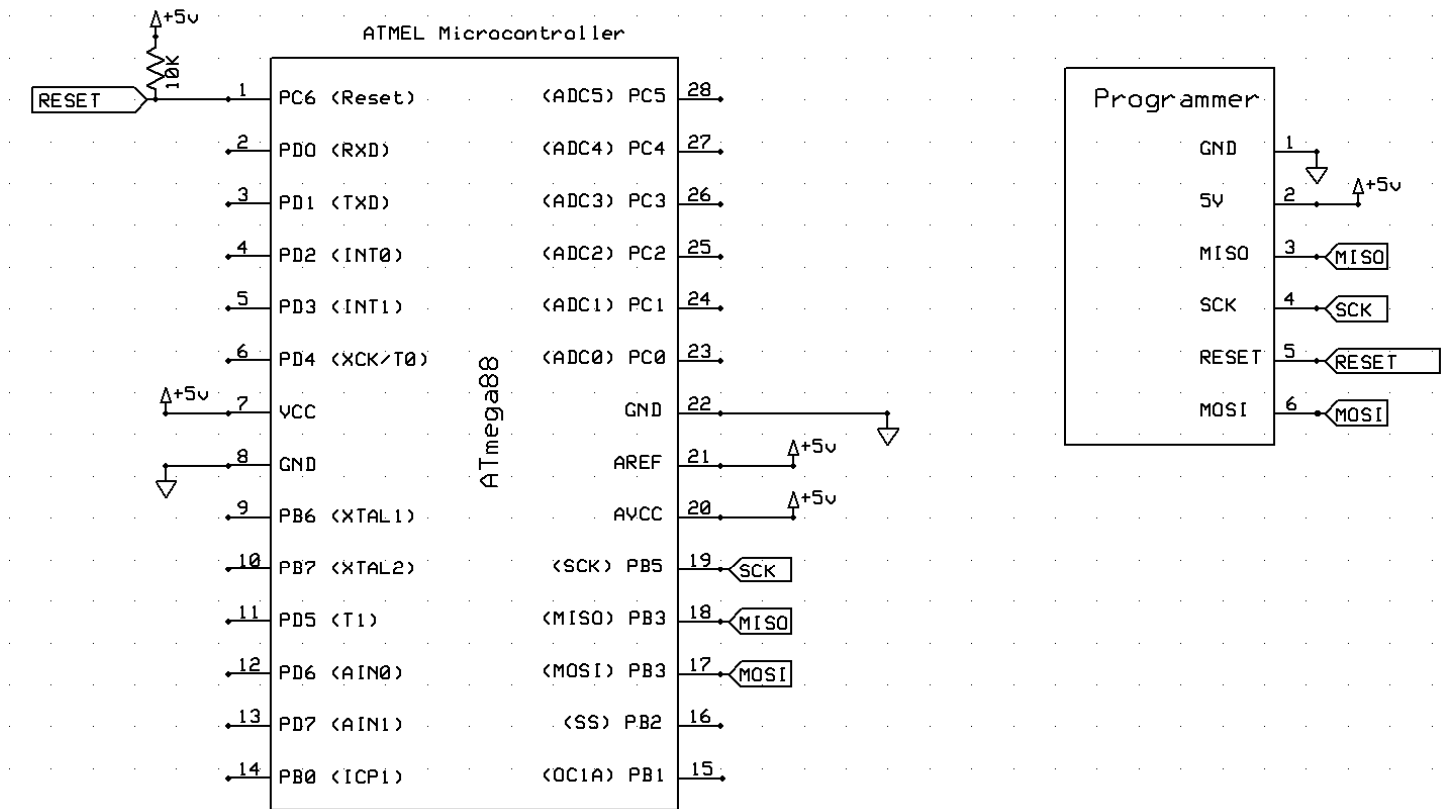 +5v
ATMEL Microcontroller
10K
RESET
1 PC6 (Reset) (ADC5) PC5 28
2 PD0 (RXD) (ADC4) PC4 27
3 PD1 (TXD) (ADC3) PC3 26
4 PD2 (INT0) (ADC2) PC2 25
5 PD3 (INT1) (ADC1) PC1 24
6 PD4 (XCK/T0) (ADC0) PC0 23
+5v
7 VCC GND 22
8 GND AREF 21 +5v
9 PB6 (XTAL1) AVCC 20 +5v
10 PB7 (XTAL2) (SCK) PB5 19 SCK
11 PD5 (T1) (MISO) PB3 18 MISO
12 PD6 (AIN0) (MOSI) PB3 17 MOSI
13 PD7 (AIN1) (SS) PB2 16
14 PB0 (ICP1) (OC1A) PB1 15
ATmega88
Programmer
GND 1
5V 2 +5v
MISO 3 MISO
SCK 4 SCK
RESET 5 RESET
MOSI 6 MOSI